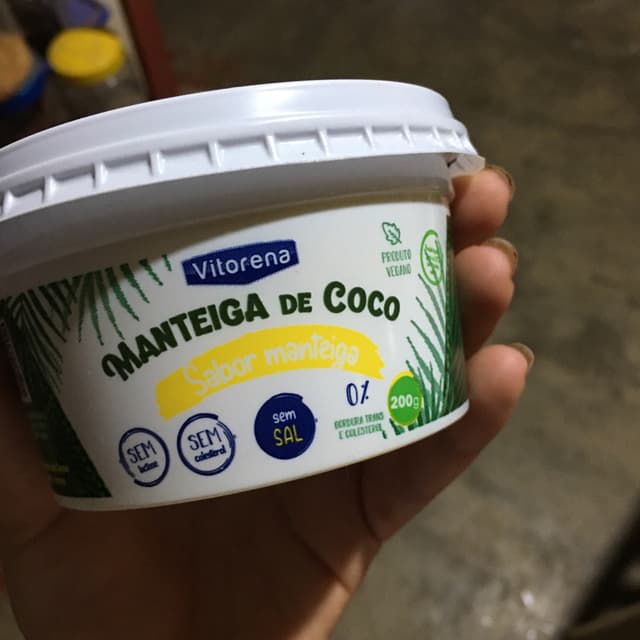 Vitorena
PRODUTO
VEGANO
MANTEIGA DE COCO
Sabor manteiga
SEM
lactose
SEM
colesterol
sem
SAL
0%
GORDURA TRANS
E COLESTEROL
200g